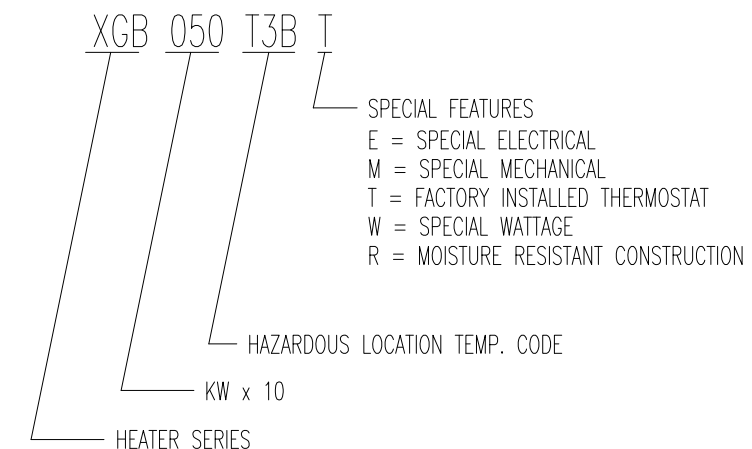 XGB 050 T3B T
SPECIAL FEATURES
E = SPECIAL ELECTRICAL
M = SPECIAL MECHANICAL
T = FACTORY INSTALLED THERMOSTAT
W = SPECIAL WATTAGE
R = MOISTURE RESISTANT CONSTRUCTION
HAZARDOUS LOCATION TEMP. CODE
KW x 10
HEATER SERIES